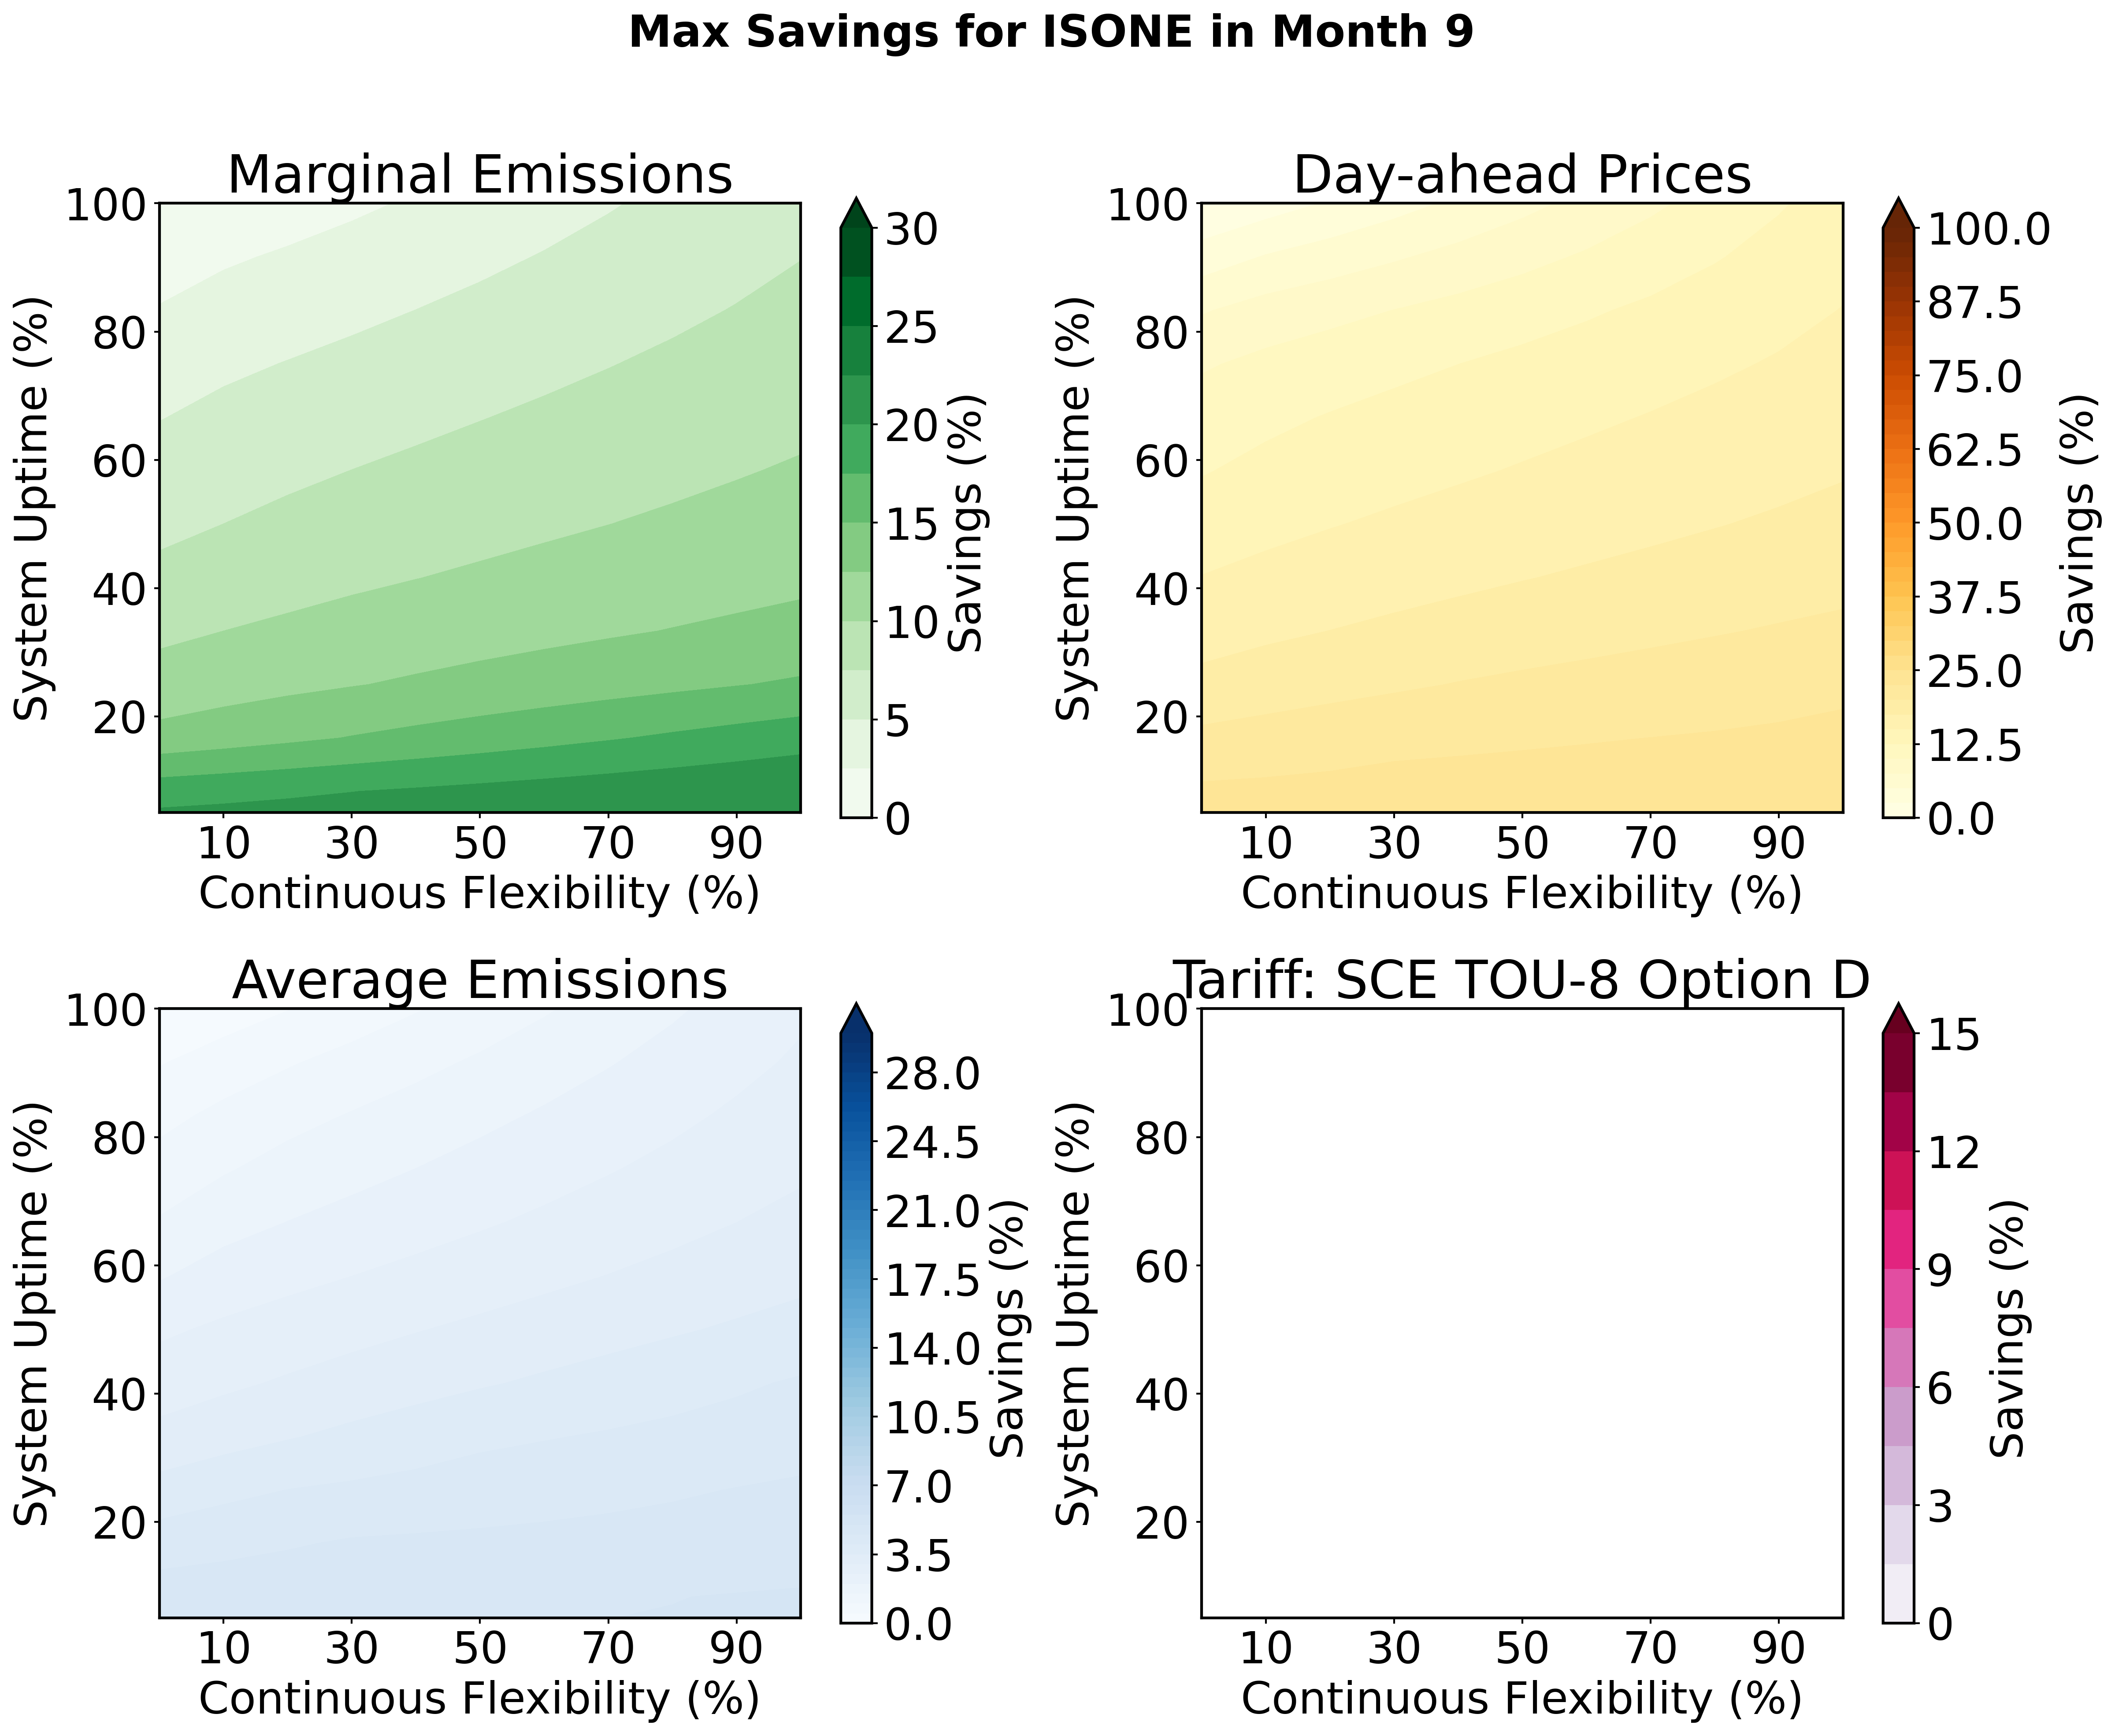 Max Savings for ISONE in Month 9
Marginal Emissions
System Uptime (%)
100
80
60
40
20
10 30 50 70 90
Continuous Flexibility (%)
30
25
20
15
10
5
0
Savings (%)
Day-ahead Prices
System Uptime (%)
100
80
60
40
20
10 30 50 70 90
Continuous Flexibility (%)
100.0
87.5
75.0
62.5
50.0
37.5
25.0
12.5
0.0
Savings (%)
Average Emissions
System Uptime (%)
100
80
60
40
20
10 30 50 70 90
Continuous Flexibility (%)
28.0
24.5
21.0
17.5
14.0
10.5
7.0
3.5
0.0
Savings (%)
Tariff: SCE TOU-8 Option D
System Uptime (%)
100
80
60
40
20
10 30 50 70 90
Continuous Flexibility (%)
15
12
9
6
3
0
Savings (%)